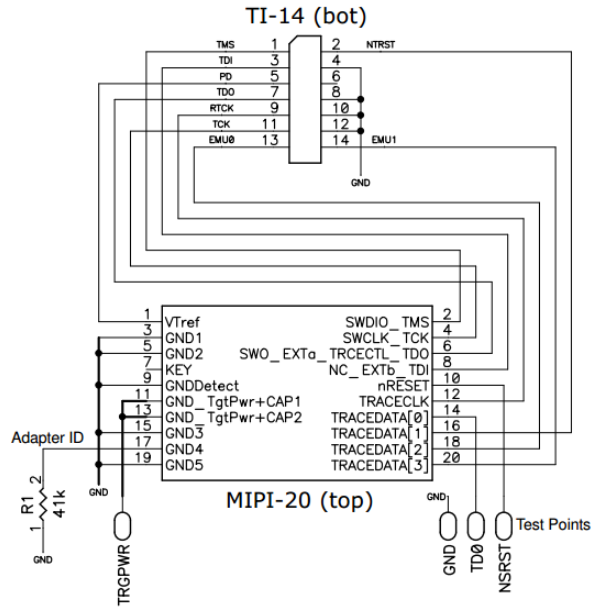 TI-14 (bot)
TMS 1 2 NTRST
TDI 3 4
PD 5 6
TDO 7 8
RTCK 9 10
TCK 11 12
EMU0 13 14 EMU1
GND
1 VTref SWDIO_TMS 2
3 GND1 SWCLK_TCK 4
5 GND2 SWO_EXTa_TRCECTL_TDO 6
7 KEY NC_EXTb_TDI 8
9 GNDDetect nRESET 10
11 GND_TgtPwr+CAP1 TRACECLK 12
13 GND_TgtPwr+CAP2 TRACEDATA[0] 14
15 GND3 TRACEDATA[1] 16
17 GND4 TRACEDATA[2] 18
19 GND5 TRACEDATA[3] 20
Adapter ID
MIPI-20 (top)
GND
R1 41k
1 2
GND
TRGPWR
GND
GND
TD0
NSRST
Test Points